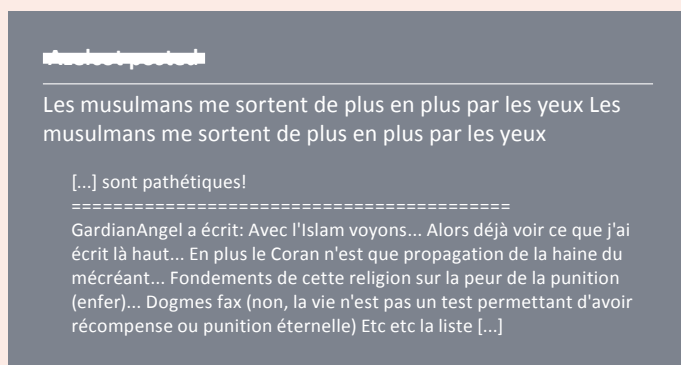 Les musulmans me sortent de plus en plus par les yeux Les
musulmans me sortent de plus en plus par les yeux
[...] sont pathétiques!
==========================================
GardianAngel a écrit: Avec l'Islam voyons... Alors déjà voir ce que j'ai
écrit là haut... En plus le Coran n'est que propagation de la haine du
mécréant... Fondements de cette religion sur la peur de la punition
(enfer)... Dogmes fax (non, la vie n'est pas un test permettant d'avoir
récompense ou punition éternelle) Etc etc la liste [...]